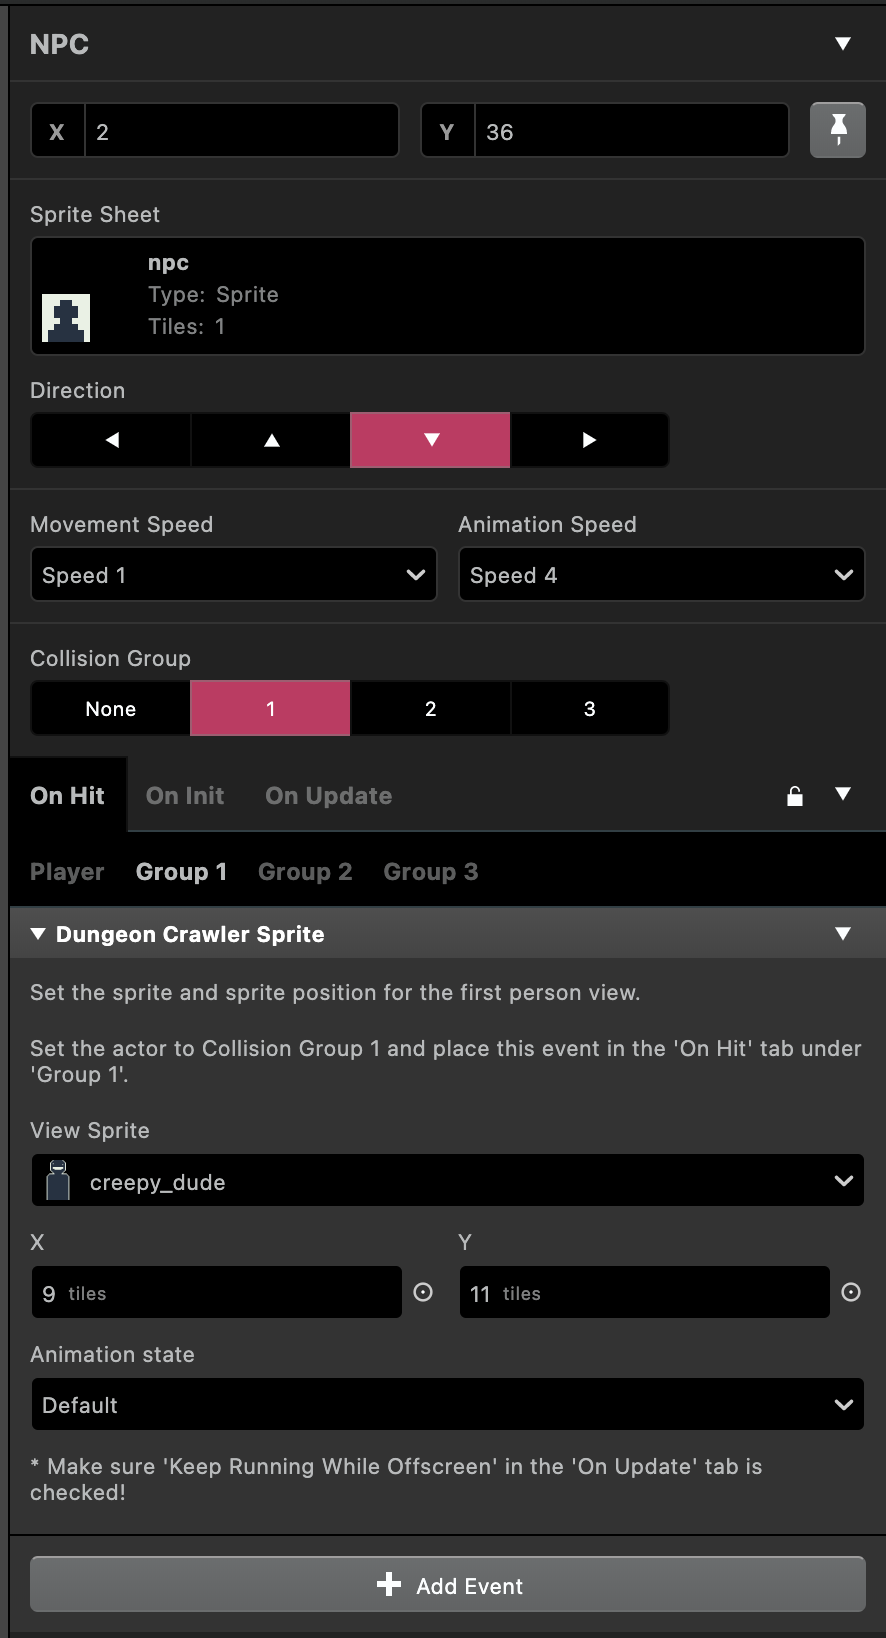 NPC
X 2 Y 36
Sprite Sheet
npc
Type: Sprite
Tiles: 1
Direction
Movement Speed Animation Speed
Speed 1 Speed 4
Collision Group
None 1 2 3
On Hit On Init On Update
Player Group 1 Group 2 Group 3
Dungeon Crawler Sprite
Set the sprite and sprite position for the first person view.
Set the actor to Collision Group 1 and place this event in the 'On Hit' tab under
'Group 1'.
View Sprite
creepy_dude
X Y
9 tiles 11 tiles
Animation state
Default
* Make sure 'Keep Running While Offscreen' in the 'On Update' tab is
checked!
Add Event